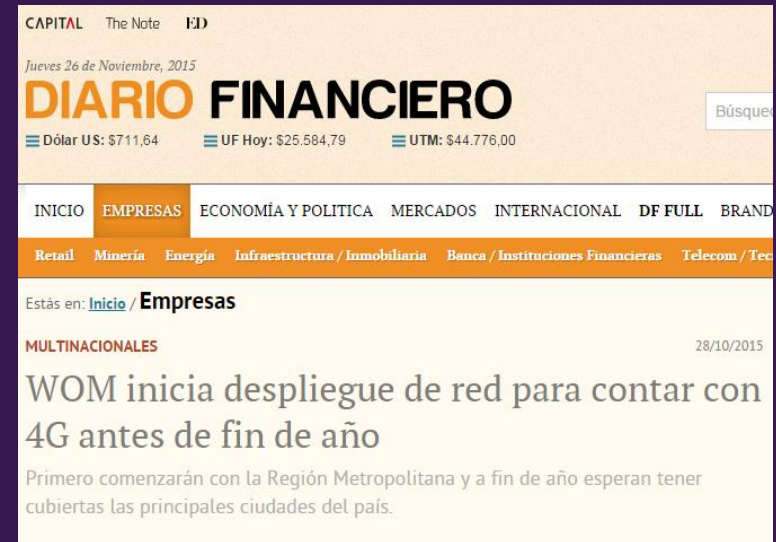 CAPITAL The Note ED
Jueves 26 de Noviembre, 2015
DIARIO FINANCIERO
Dólar US: $711,64 UF Hoy: $25.584,79 UTM: $44.776,00
INICIO EMPRESAS ECONOMÍA Y POLITICA MERCADOS INTERNACIONAL DF FULL BRAND
Retail Minería Energía Infraestructura / Inmobiliaria Banca / Instituciones Financieras Telecom /
Estás en: Inicio / Empresas
MULTINACIONALES 28/10/2015
WOM inicia despliegue de red para contar con
4G antes de fin de año
Primero comenzarán con la Región Metropolitana y a fin de año esperan tener
cubiertas las principales ciudades del país.